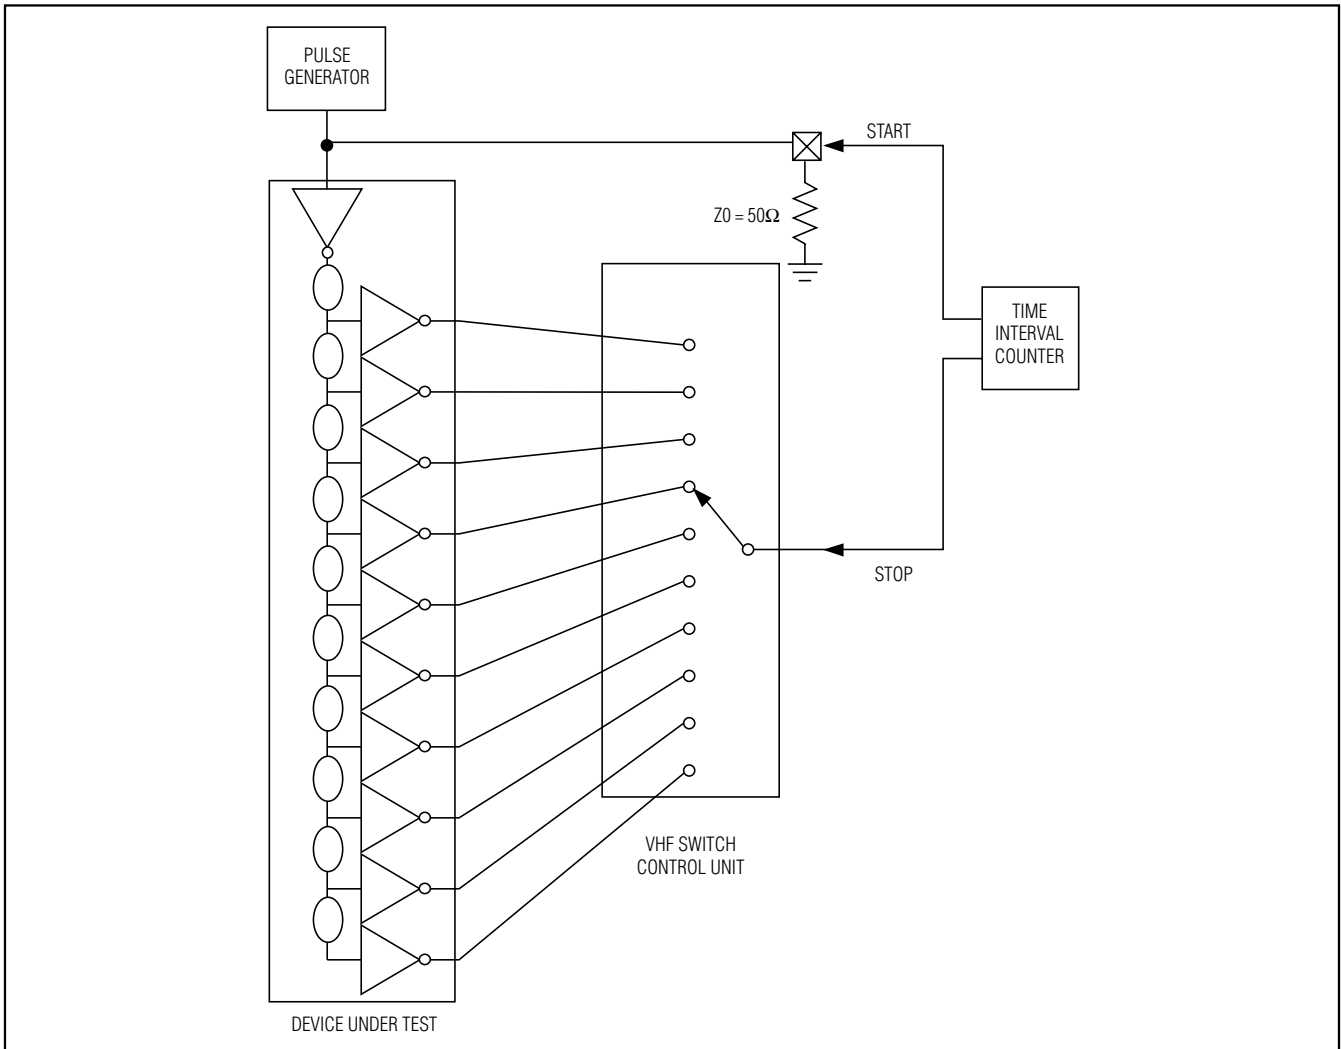 PULSE
GENERATOR
START
Z0 = 50Ω
TIME
INTERVAL
COUNTER
STOP
VHF SWITCH
CONTROL UNIT
DEVICE UNDER TEST